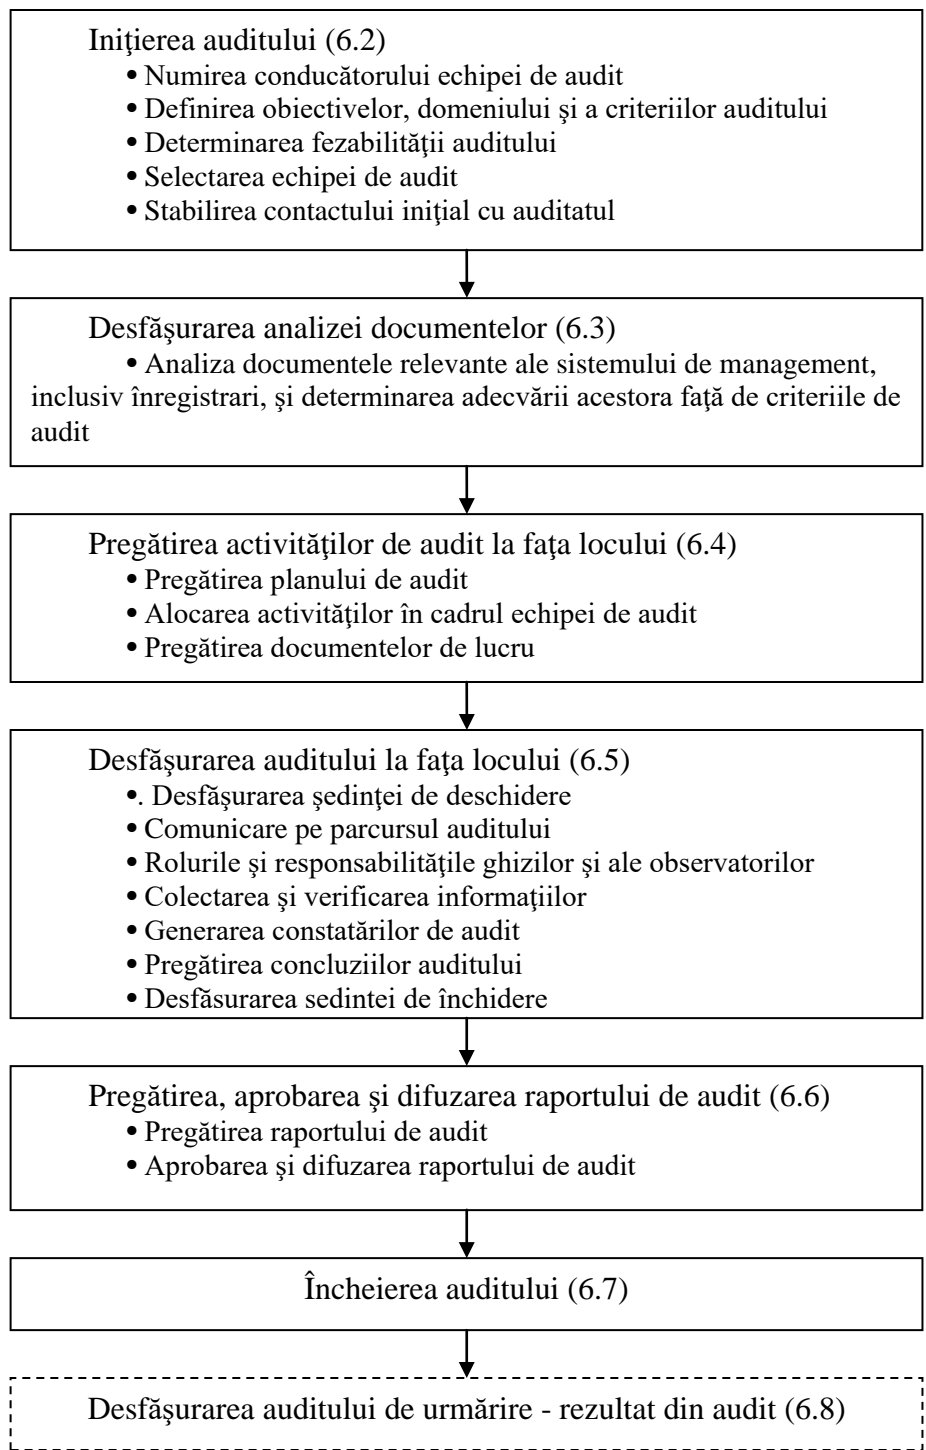 Iniţierea auditului (6.2)
• Numirea conducătorului echipei de audit
• Definirea obiectivelor, domeniului şi a criteriilor auditului
• Determinarea fezabilităţii auditului
• Selectarea echipei de audit
• Stabilirea contactului iniţial cu auditatul
Desfăşurarea analizei documentelor (6.3)
• Analiza documentele relevante ale sistemului de management,
inclusiv înregistrari, şi determinarea adecvării acestora faţă de criteriile de
audit
Pregătirea activităţilor de audit la faţa locului (6.4)
• Pregătirea planului de audit
• Alocarea activităţilor în cadrul echipei de audit
• Pregătirea documentelor de lucru
Desfăşurarea auditului la faţa locului (6.5)
•. Desfăşurarea şedinţei de deschidere
• Comunicare pe parcursul auditului
• Rolurile şi responsabilităţile ghizilor şi ale observatorilor
• Colectarea şi verificarea informaţiilor
• Generarea constatărilor de audit
• Pregătirea concluziilor auditului
• Desfăsurarea sedintei de închidere
Pregătirea, aprobarea şi difuzarea raportului de audit (6.6)
• Pregătirea raportului de audit
• Aprobarea şi difuzarea raportului de audit
Încheierea auditului (6.7)
Desfăşurarea auditului de urmărire - rezultat din audit (6.8)